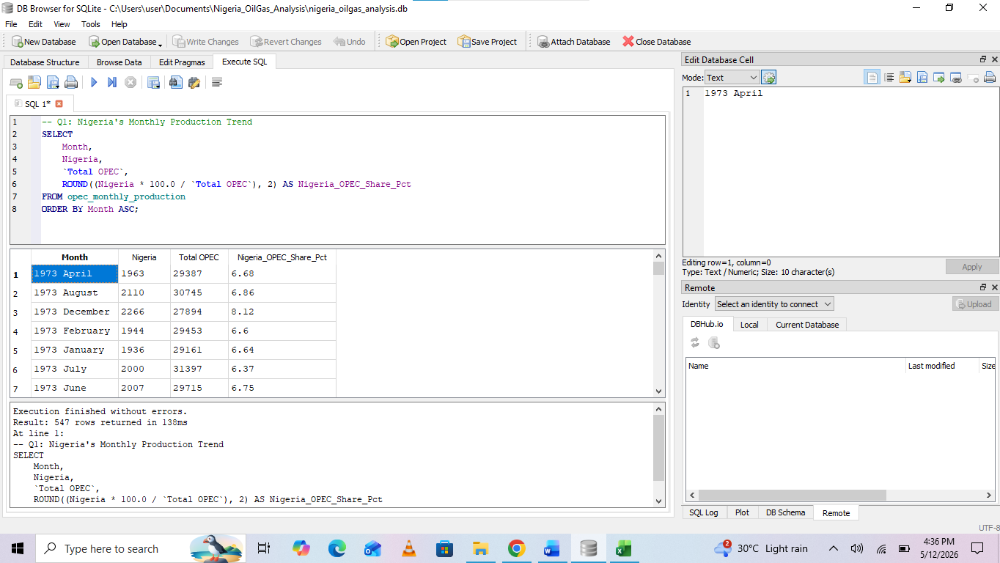 DB Browser for SQLite - C:\Users\user\Documents\Nigeria_OilGas_Analysis\nigeria_oilgas_analysis.db
File Edit View Tools Help
New Database Open Database Write Changes Revert Changes Undo Open Project Save Project Attach Database Close Database
Database Structure Browse Data Edit Pragmas Execute SQL
SQL 1*
1 -- Q1: Nigeria's Monthly Production Trend
2 SELECT
3 Month,
4 Nigeria,
5 `Total OPEC`,
6 ROUND((Nigeria * 100.0 / `Total OPEC`), 2) AS Nigeria_OPEC_Share_Pct
7 FROM opec_monthly_production
8 ORDER BY Month ASC;
Month Nigeria Total OPEC Nigeria_OPEC_Share_Pct
1 1973 April 1963 29387 6.68
2 1973 August 2110 30745 6.86
3 1973 December 2266 27894 8.12
4 1973 February 1944 29453 6.6
5 1973 January 1936 29161 6.64
6 1973 July 2000 31397 6.37
7 1973 June 2007 29715 6.75
Execution finished without errors.
Result: 547 rows returned in 138ms
At line 1:
-- Q1: Nigeria's Monthly Production Trend
SELECT
Month,
Nigeria,
`Total OPEC`,
ROUND((Nigeria * 100.0 / `Total OPEC`), 2) AS Nigeria_OPEC_Share_Pct
Edit Database Cell
Mode: Text
1 1973 April
Editing row=1, column=0
Type: Text / Numeric; Size: 10 character(s)
Apply
Remote
Identity Select an identity to connect Upload
DBHub.io Local Current Database
Name Last modified Size
SQL Log Plot DB Schema Remote
UTF-8
Type here to search
2
30°C Light rain
4:36 PM
5/12/2026